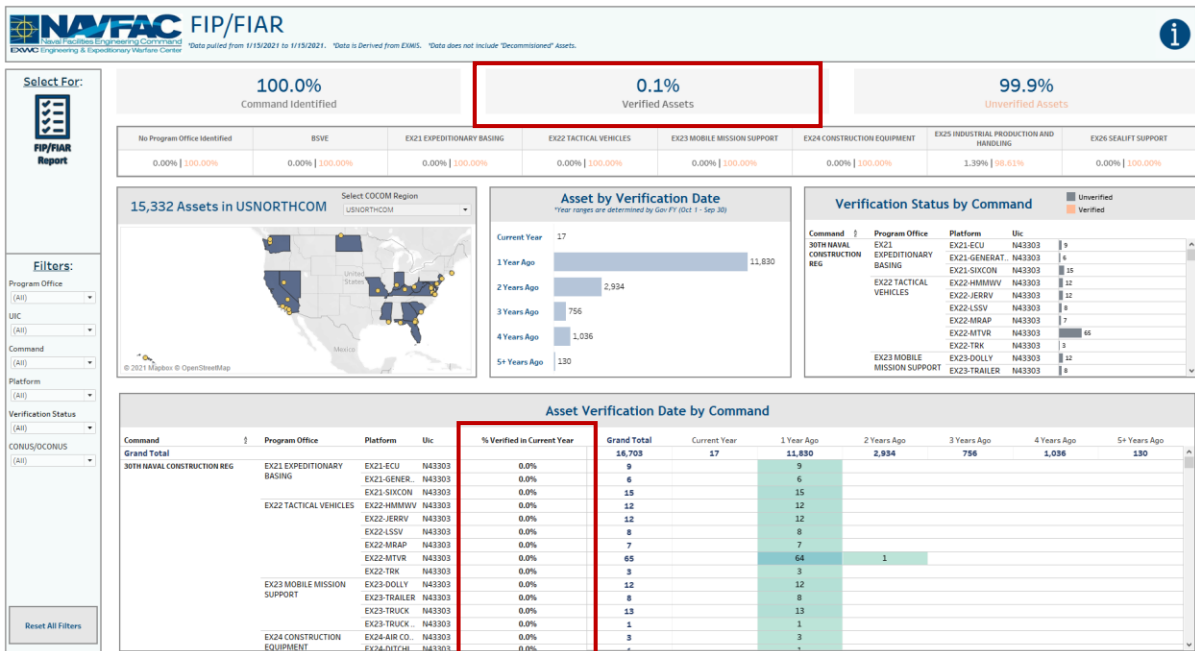 NAVFAC
Naval Facilities Engineering Command
EXWC Engineering & Expeditionary Warfare Center
FIP/FIAR
*Data pulled from 1/15/2021 to 1/15/2021. *Data is Derived from EXMIS. *Data does not include "Decommisioned" Assets.
i
Select For:
FIP/FIAR
Report
100.0%
Command Identified
0.1%
Verified Assets
99.9%
Unverified Assets
No Program Office Identified BSVE EX21 EXPEDITIONARY BASING EX22 TACTICAL VEHICLES EX23 MOBILE MISSION SUPPORT EX24 CONSTRUCTION EQUIPMENT EX25 INDUSTRIAL PRODUCTION AND HANDLING EX26 SEALIFT SUPPORT
0.00% | 100.00% 0.00% | 100.00% 0.00% | 100.00% 0.00% | 100.00% 0.00% | 100.00% 0.00% | 100.00% 1.39% | 98.61% 0.00% | 100.00%
15,332 Assets in USNORTHCOM
Select COCOM Region
USNORTHCOM
United
States
Mexico
© 2021 Mapbox © OpenStreetMap
Asset by Verification Date
*Year ranges are determined by Gov FY (Oct 1 - Sep 30)
Current Year 17
1 Year Ago 11,830
2 Years Ago 2,934
3 Years Ago 756
4 Years Ago 1,036
5+ Years Ago 130
Verification Status by Command
Unverified
Verified
Command Program Office Platform Uic
30TH NAVAL CONSTRUCTION REG EX21 EXPEDITIONARY BASING EX21-ECU N43303 9
EX21-GENERAT.. N43303 6
EX21-SIXCON N43303 15
EX22 TACTICAL VEHICLES EX22-HMMWV N43303 12
EX22-JERRV N43303 12
EX22-LSSV N43303 8
EX22-MRAP N43303 7
EX22-MTVR N43303 65
EX22-TRK N43303 3
EX23 MOBILE MISSION SUPPORT EX23-DOLLY N43303 12
EX23-TRAILER N43303 8
Filters:
Program Office
(All)
UIC
(All)
Command
(All)
Platform
(All)
Verification Status
(All)
CONUS/OCONUS
(All)
Reset All Filters
Asset Verification Date by Command
Command Program Office Platform Uic % Verified in Current Year Grand Total Current Year 1 Year Ago 2 Years Ago 3 Years Ago 4 Years Ago 5+ Years Ago
Grand Total 16,703 17 11,830 2,934 756 1,036 130
30TH NAVAL CONSTRUCTION REG EX21 EXPEDITIONARY BASING EX21-ECU N43303 0.0% 9 9
EX21-GENER.. N43303 0.0% 6 6
EX21-SIXCON N43303 0.0% 15 15
EX22 TACTICAL VEHICLES EX22-HMMWV N43303 0.0% 12 12
EX22-JERRV N43303 0.0% 12 12
EX22-LSSV N43303 0.0% 8 8
EX22-MRAP N43303 0.0% 7 7
EX22-MTVR N43303 0.0% 65 64 1
EX22-TRK N43303 0.0% 3 3
EX23 MOBILE MISSION SUPPORT EX23-DOLLY N43303 0.0% 12 12
EX23-TRAILER N43303 0.0% 8 8
EX23-TRUCK N43303 0.0% 13 13
EX23-TRUCK .. N43303 0.0% 1 1
EX24 CONSTRUCTION EQUIPMENT EX24-AIR CO.. N43303 0.0% 3 3
EX24-DITCHI.. N43303 0.0%